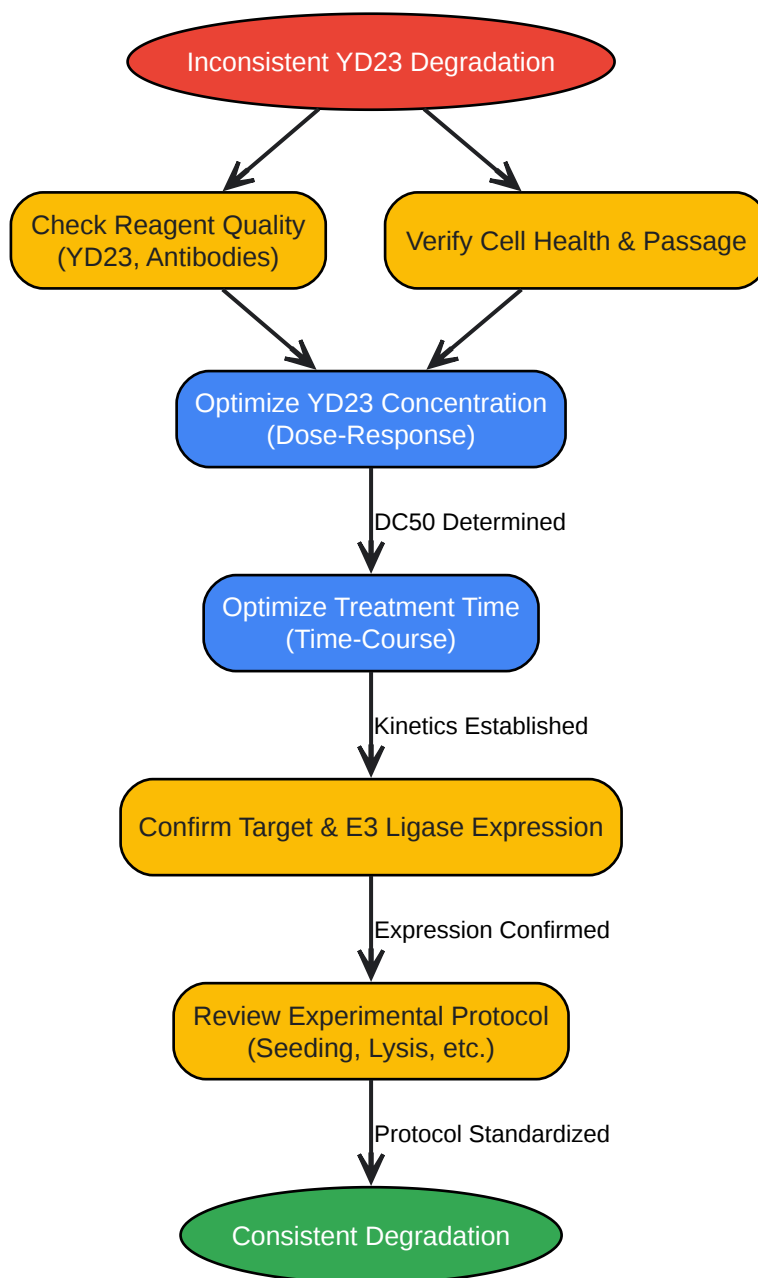 Inconsistent YD23 Degradation
Check Reagent Quality
(YD23, Antibodies)
Verify Cell Health & Passage
Optimize YD23 Concentration
(Dose-Response)
DC50 Determined
Optimize Treatment Time
(Time-Course)
Kinetics Established
Confirm Target & E3 Ligase Expression
Expression Confirmed
Review Experimental Protocol
(Seeding, Lysis, etc.)
Protocol Standardized
Consistent Degradation